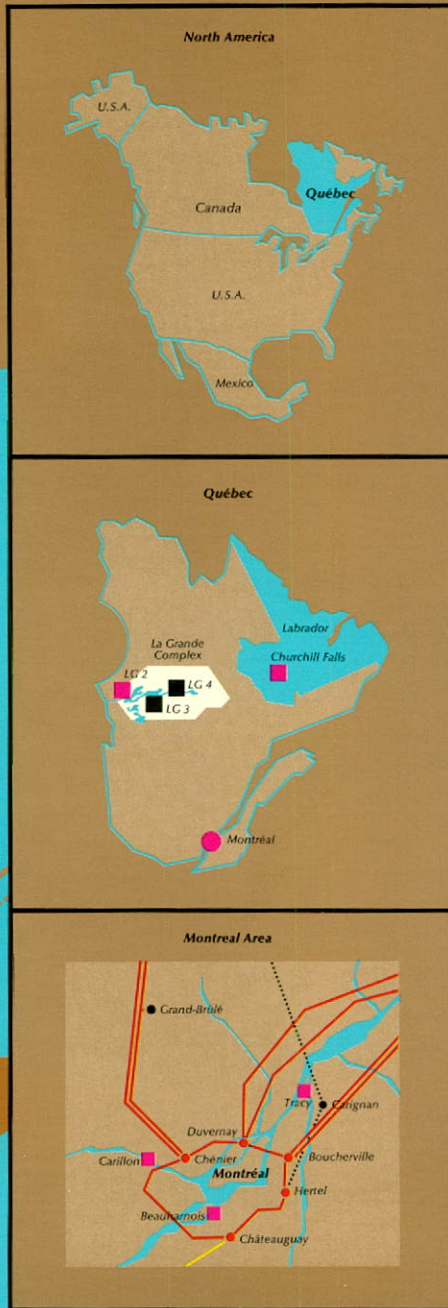 North America
U.S.A.
Québec
Canada
U.S.A.
Mexico
Québec
Labrador
La Grande
Complex
Churchill Falls
LG 2
LG 4
LG 3
Montréal
Montreal Area
Grand-Brûlé
Tracy
Carignan
Duvernay
Carillon
Chénier
Boucherville
Montréal
Hertel
Beauharnois
Châteauguay